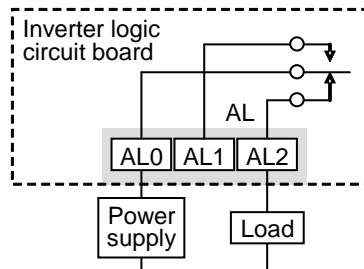 Inverter logic
circuit board
AL
AL0 AL1 AL2
Power
supply
Load